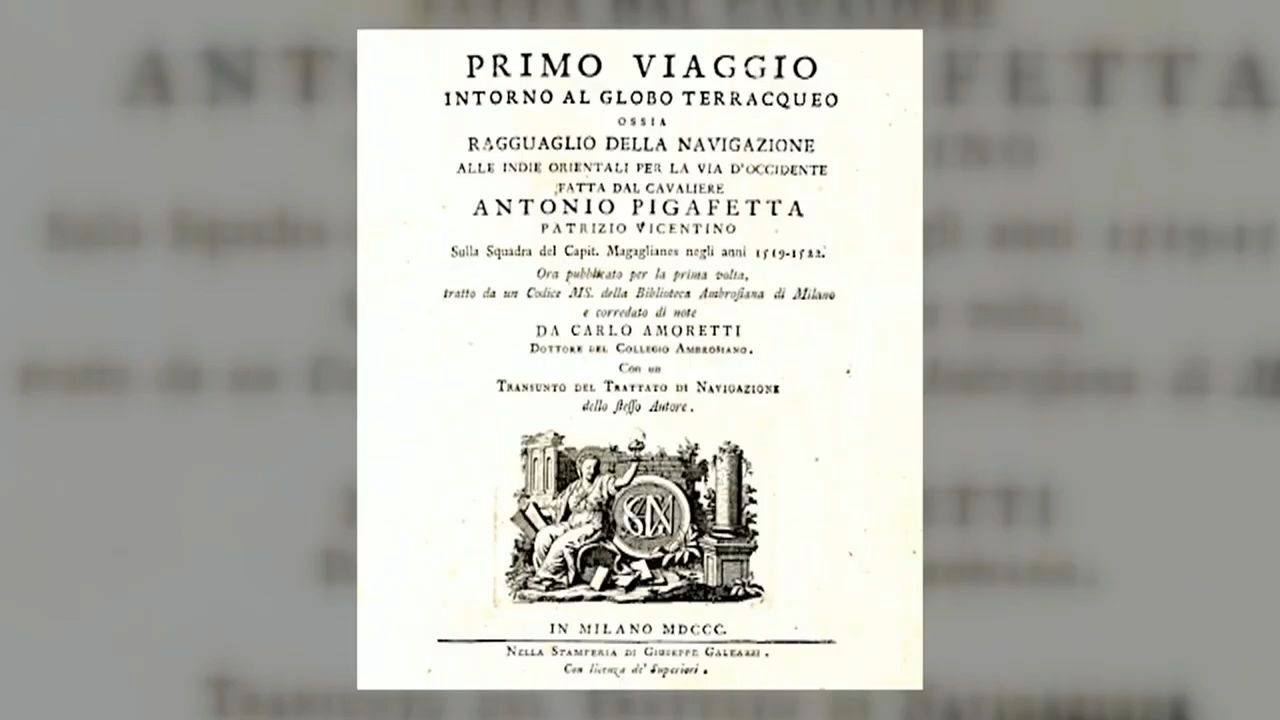 PRIMO VIAGGIO
INTORNO AL GLOBO TERRACQUEO
OSSIA
RAGGUAGLIO DELLA NAVIGAZIONE
ALLE INDIE ORIENTALI PER LA VIA D'OCCIDENTE
FATTA DAL CAVALIERE
ANTONIO PIGAFETTA
PATRIZIO VICENTINO
Sulla Squadra del Capit. Magaglianes negli anni 1519-1522.
Ora pubblicato per la prima volta,
tratto da un Codice MS. della Biblioteca Ambrosiana di Milano
e corredato di note
DA CARLO AMORETTI
DOTTORE DEL COLLEGIO AMBROSIANO.
Con un
TRANSUNTO DEL TRATTATO DI NAVIGAZIONE
dello stesso Autore.
IN MILANO MDCCC.
NELLA STAMPERIA DI GIUSEPPE GALEAZZI.
Con licenza de' Superiori.